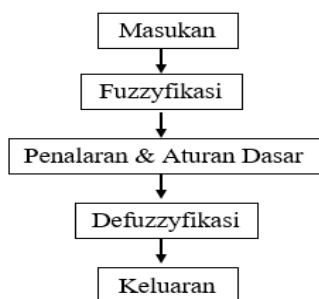 Masukan
Fuzzyfikasi
Penalaran & Aturan Dasar
Defuzzyfikasi
Keluaran